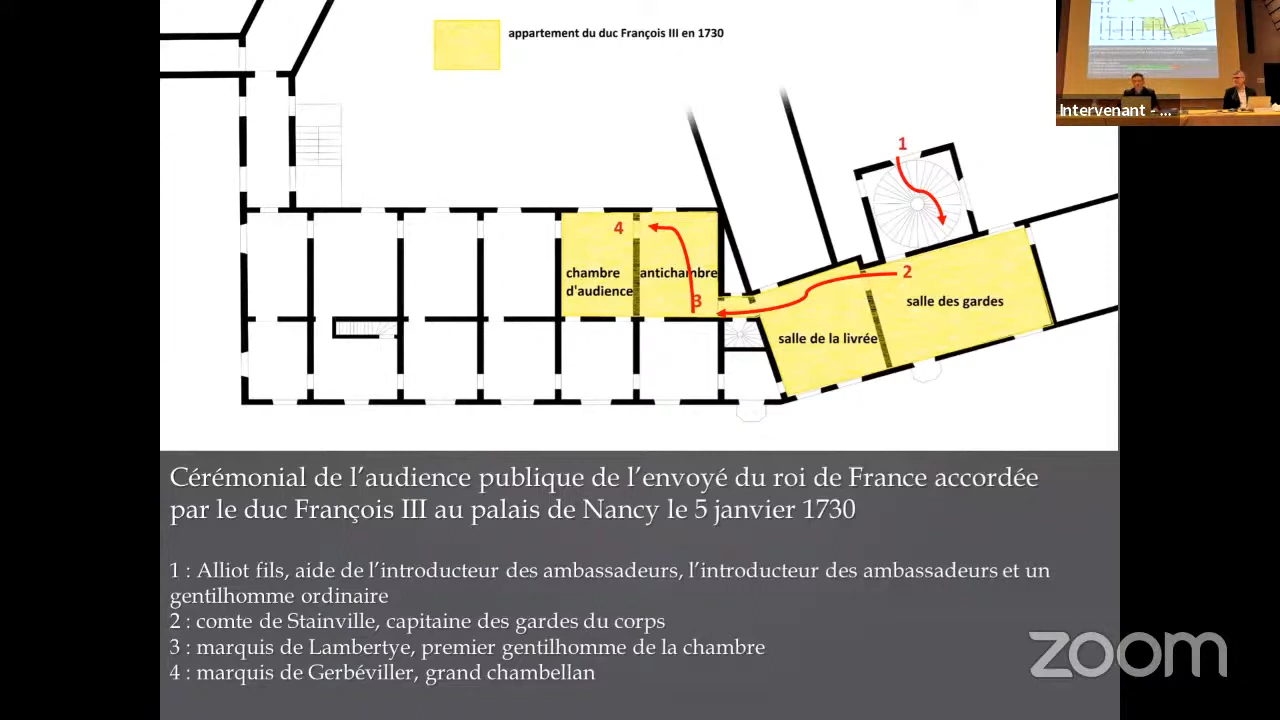 appartement du duc François III en 1730
Intervenant - ...
1
4
chambre
d'audience
antichambre
3
2
salle des gardes
salle de la livrée
Cérémonial de l’audience publique de l’envoyé du roi de France accordée
par le duc François III au palais de Nancy le 5 janvier 1730
1 : Alliot fils, aide de l’introducteur des ambassadeurs, l’introducteur des ambassadeurs et un
gentilhomme ordinaire
2 : comte de Stainville, capitaine des gardes du corps
3 : marquis de Lambertye, premier gentilhomme de la chambre
4 : marquis de Gerbéviller, grand chambellan
zoom